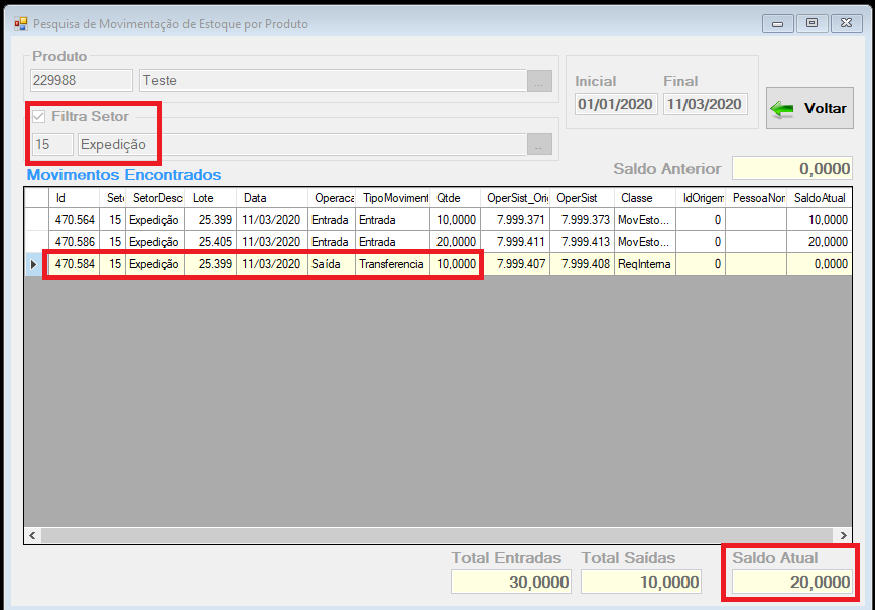 Pesquisa de Movimentação de Estoque por Produto
Produto
229988 Teste ...
Inicial Final
01/01/2020 11/03/2020
Voltar
Filtra Setor
15 Expedição ..
Movimentos Encontrados
Saldo Anterior 0,0000
Id Seto SetorDesc Lote Data Operaca TipoMoviment Qtde OperSist_Orig OperSist Classe IdOrigem PessoaNom SaldoAtual
470.564 15 Expedição 25.399 11/03/2020 Entrada Entrada 10,0000 7.999.371 7.999.373 MovEsto... 0 10,0000
470.586 15 Expedição 25.405 11/03/2020 Entrada Entrada 20,0000 7.999.411 7.999.413 MovEsto... 0 20,0000
470.584 15 Expedição 25.399 11/03/2020 Saída Transferencia 10,0000 7.999.407 7.999.408 ReqInterna 0 0,0000
Total Entradas Total Saídas Saldo Atual
30,0000 10,0000 20,0000